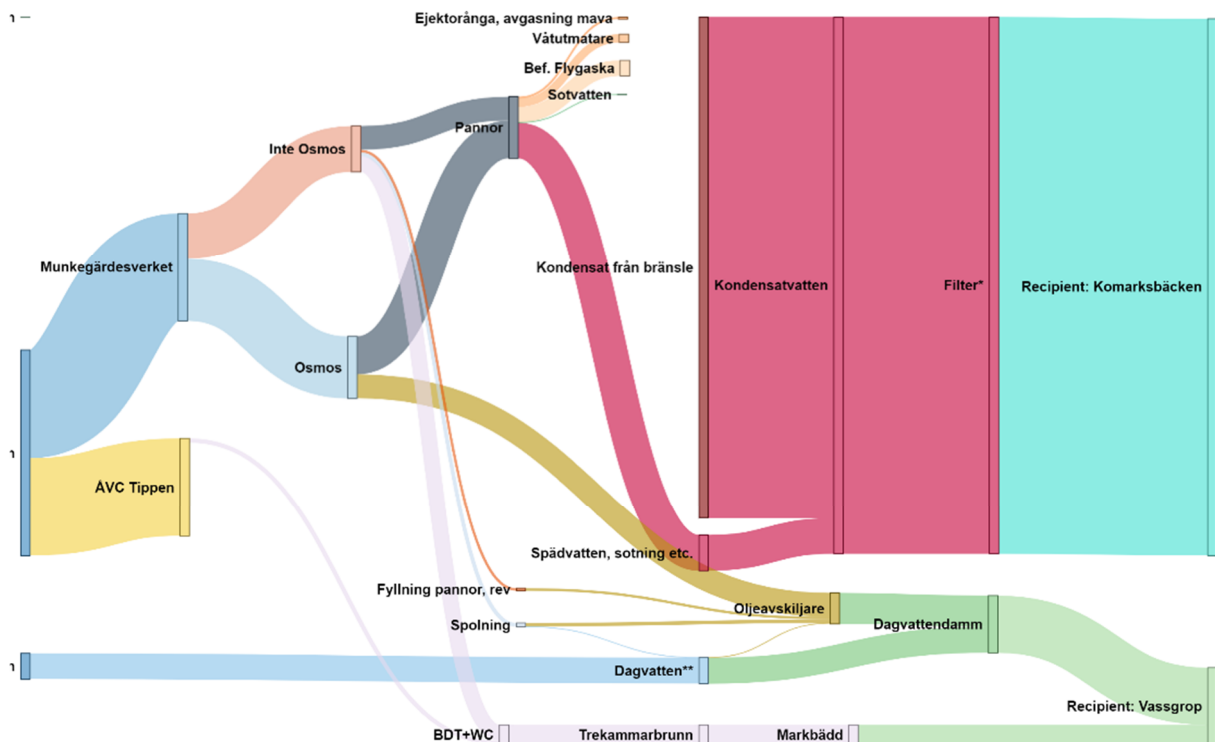 Ejektorånga, avgasning mava
Våtutmatare
Bef. Flygaska
Sotvatten
Pannor
Inte Osmos
Munkegärdesverket
Kondensat från bränsle
Kondensatvatten
Filter*
Recipient: Komarksbäcken
Osmos
ÅVC Tippen
Spädvatten, sotning etc.
Fyllning pannor, rev
Oljeavskiljare
Spolning
Dagvattendamm
Dagvatten**
Recipient: Vassgrop
BDT+WC
Trekammarbrunn
Markbädd